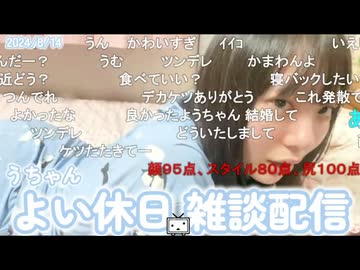 2024/8/14 うん かわいすぎ イイコ いえ
んだー？ うむ ツンデレ かまわんよ
近どう？ 食べていい？ 寝バックしたい
つんでれ デカケツありがとう これ発散て
よかったな 良かったようちゃん 結婚して
ツンデレ どういたしまして
ケツたたきてー
顔95点、スタイル80点、尻100点
うちゃん
よい休日 雑談配信